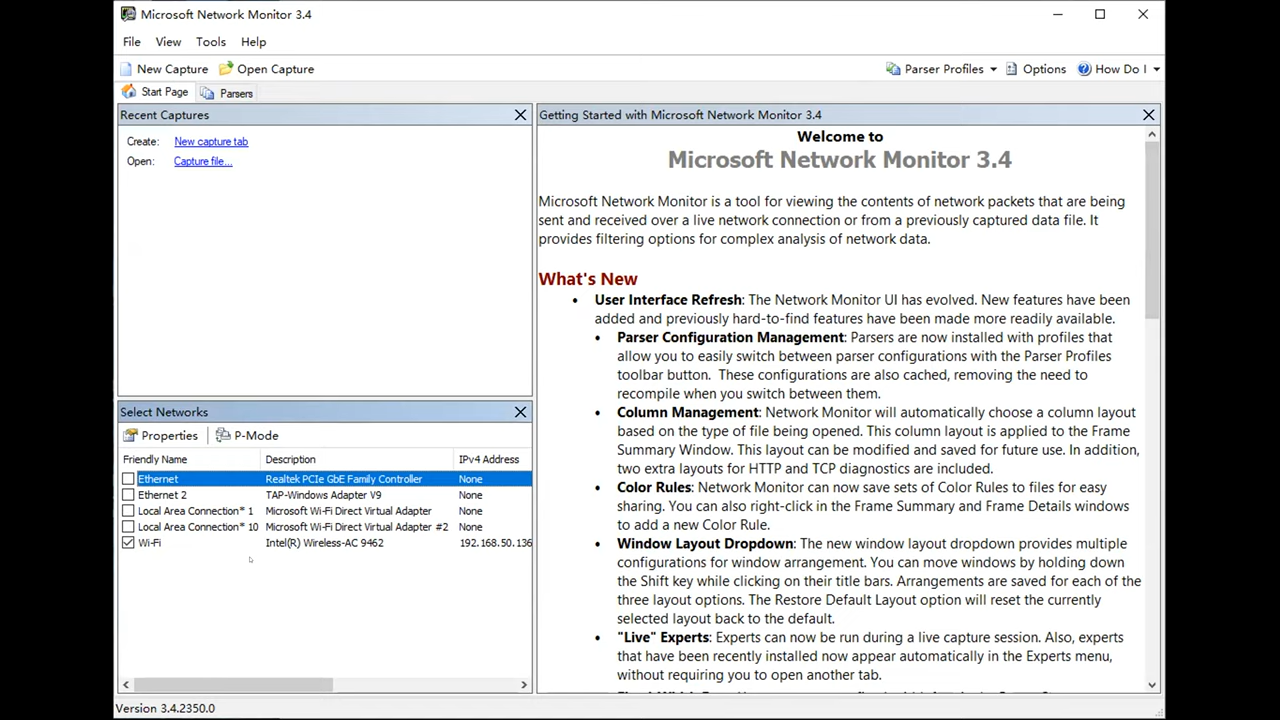 Microsoft Network Monitor 3.4
File View Tools Help
New Capture Open Capture Parser Profiles Options How Do I
Start Page Parsers
Recent Captures
Create: New capture tab
Open: Capture file...
Select Networks
Properties P-Mode
Friendly Name Description IPv4 Address
Ethernet Realtek PCIe GbE Family Controller None
Ethernet 2 TAP-Windows Adapter V9 None
Local Area Connection* 1 Microsoft Wi-Fi Direct Virtual Adapter None
Local Area Connection* 10 Microsoft Wi-Fi Direct Virtual Adapter #2 None
Wi-Fi Intel(R) Wireless-AC 9462 192.168.50.136
Getting Started with Microsoft Network Monitor 3.4
Welcome to
Microsoft Network Monitor 3.4
Microsoft Network Monitor is a tool for viewing the contents of network packets that are being
sent and received over a live network connection or from a previously captured data file. It
provides filtering options for complex analysis of network data.
What's New
• User Interface Refresh: The Network Monitor UI has evolved. New features have been
added and previously hard-to-find features have been made more readily available.
• Parser Configuration Management: Parsers are now installed with profiles that
allow you to easily switch between parser configurations with the Parser Profiles
toolbar button. These configurations are also cached, removing the need to
recompile when you switch between them.
• Column Management: Network Monitor will automatically choose a column layout
based on the type of file being opened. This column layout is applied to the Frame
Summary Window. This layout can be modified and saved for future use. In addition,
two extra layouts for HTTP and TCP diagnostics are included.
• Color Rules: Network Monitor can now save sets of Color Rules to files for easy
sharing. You can also right-click in the Frame Summary and Frame Details windows
to add a new Color Rule.
• Window Layout Dropdown: The new window layout dropdown provides multiple
configurations for window arrangement. You can move windows by holding down
the Shift key while clicking on their title bars. Arrangements are saved for each of the
three layout options. The Restore Default Layout option will reset the currently
selected layout back to the default.
• "Live" Experts: Experts can now be run during a live capture session. Also, experts
that have been recently installed now appear automatically in the Experts menu,
without requiring you to open another tab.
Version 3.4.2350.0